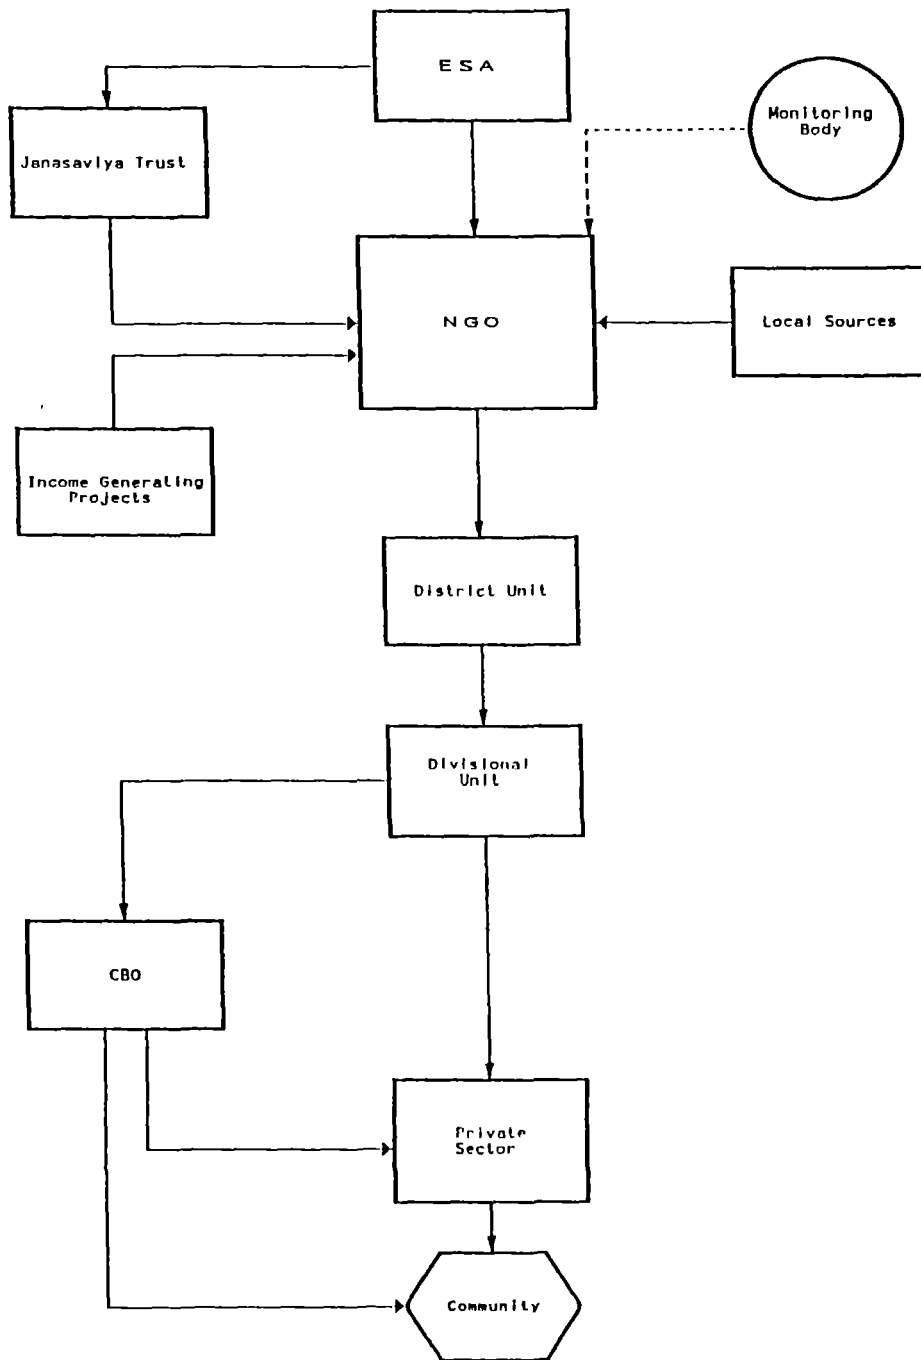 ESA
Monitoring
Body
Janasaviya Trust
NGO
Local Sources
Income Generating
Projects
District Unit
Divisional
Unit
CBO
Private
Sector
Community